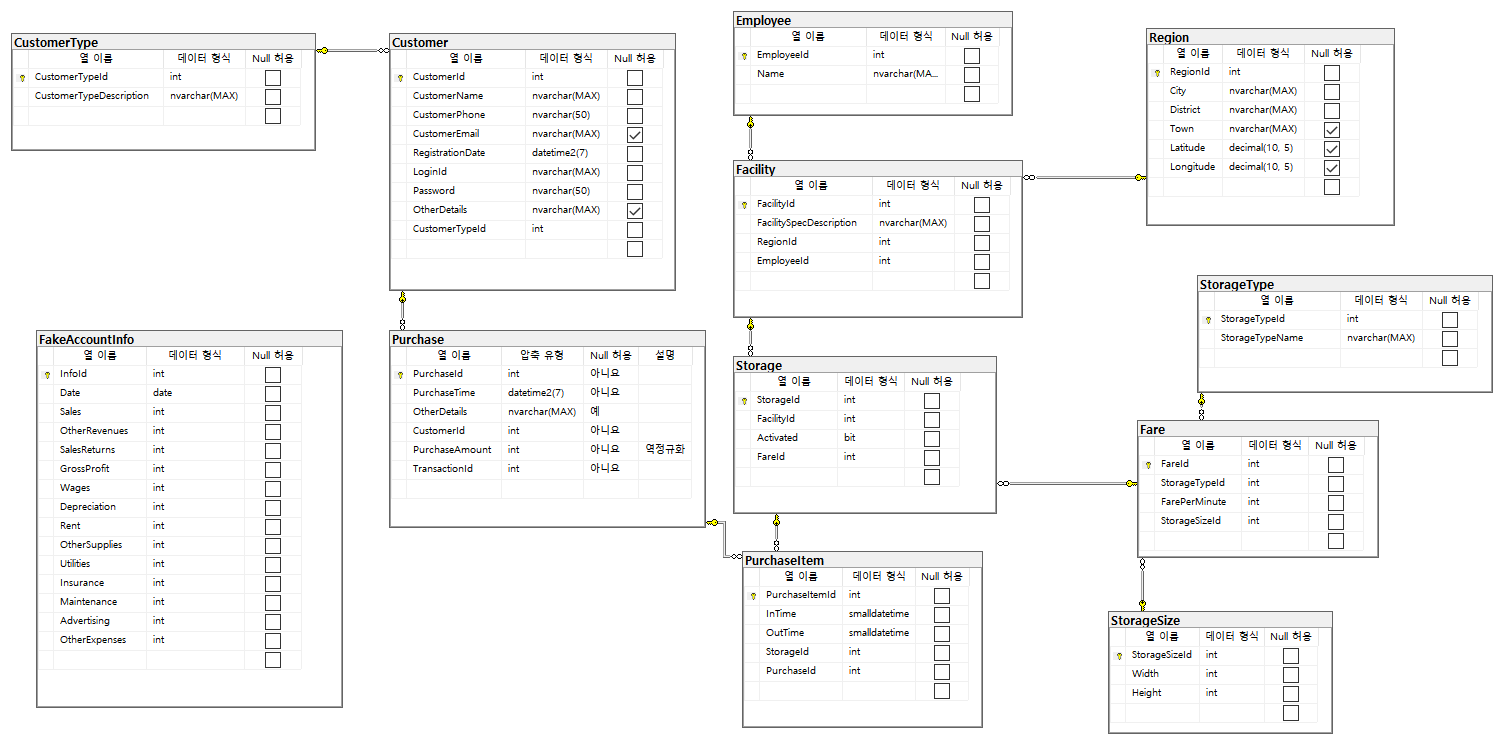 CustomerType
열 이름 데이터 형식 Null 허용
CustomerTypeId int
CustomerTypeDescription nvarchar(MAX)
Customer
열 이름 데이터 형식 Null 허용
CustomerId int
CustomerName nvarchar(MAX)
CustomerPhone nvarchar(50)
CustomerEmail nvarchar(MAX)
RegistrationDate datetime2(7)
LoginId nvarchar(MAX)
Password nvarchar(50)
OtherDetails nvarchar(MAX)
CustomerTypeId int
Employee
열 이름 데이터 형식 Null 허용
EmployeeId int
Name nvarchar(MA...
Region
열 이름 데이터 형식 Null 허용
RegionId int
City nvarchar(MAX)
District nvarchar(MAX)
Town nvarchar(MAX)
Latitude decimal(10, 5)
Longitude decimal(10, 5)
Facility
열 이름 데이터 형식 Null 허용
FacilityId int
FacilitySpecDescription nvarchar(MAX)
RegionId int
EmployeeId int
StorageType
열 이름 데이터 형식 Null 허용
StorageTypeId int
StorageTypeName nvarchar(MAX)
FakeAccountInfo
열 이름 데이터 형식 Null 허용
InfoId int
Date date
Sales int
OtherRevenues int
SalesReturns int
GrossProfit int
Wages int
Depreciation int
Rent int
OtherSupplies int
Utilities int
Insurance int
Maintenance int
Advertising int
OtherExpenses int
Purchase
열 이름 압축 유형 Null 허용 설명
PurchaseId int 아니요
PurchaseTime datetime2(7) 아니요
OtherDetails nvarchar(MAX) 예
CustomerId int 아니요
PurchaseAmount int 아니요 역정규화
TransactionId int 아니요
Storage
열 이름 데이터 형식 Null 허용
StorageId int
FacilityId int
Activated bit
FareId int
Fare
열 이름 데이터 형식 Null 허용
FareId int
StorageTypeId int
FarePerMinute int
StorageSizeId int
PurchaseItem
열 이름 데이터 형식 Null 허용
PurchaseItemId int
InTime smalldatetime
OutTime smalldatetime
StorageId int
PurchaseId int
StorageSize
열 이름 데이터 형식 Null 허용
StorageSizeId int
Width int
Height int